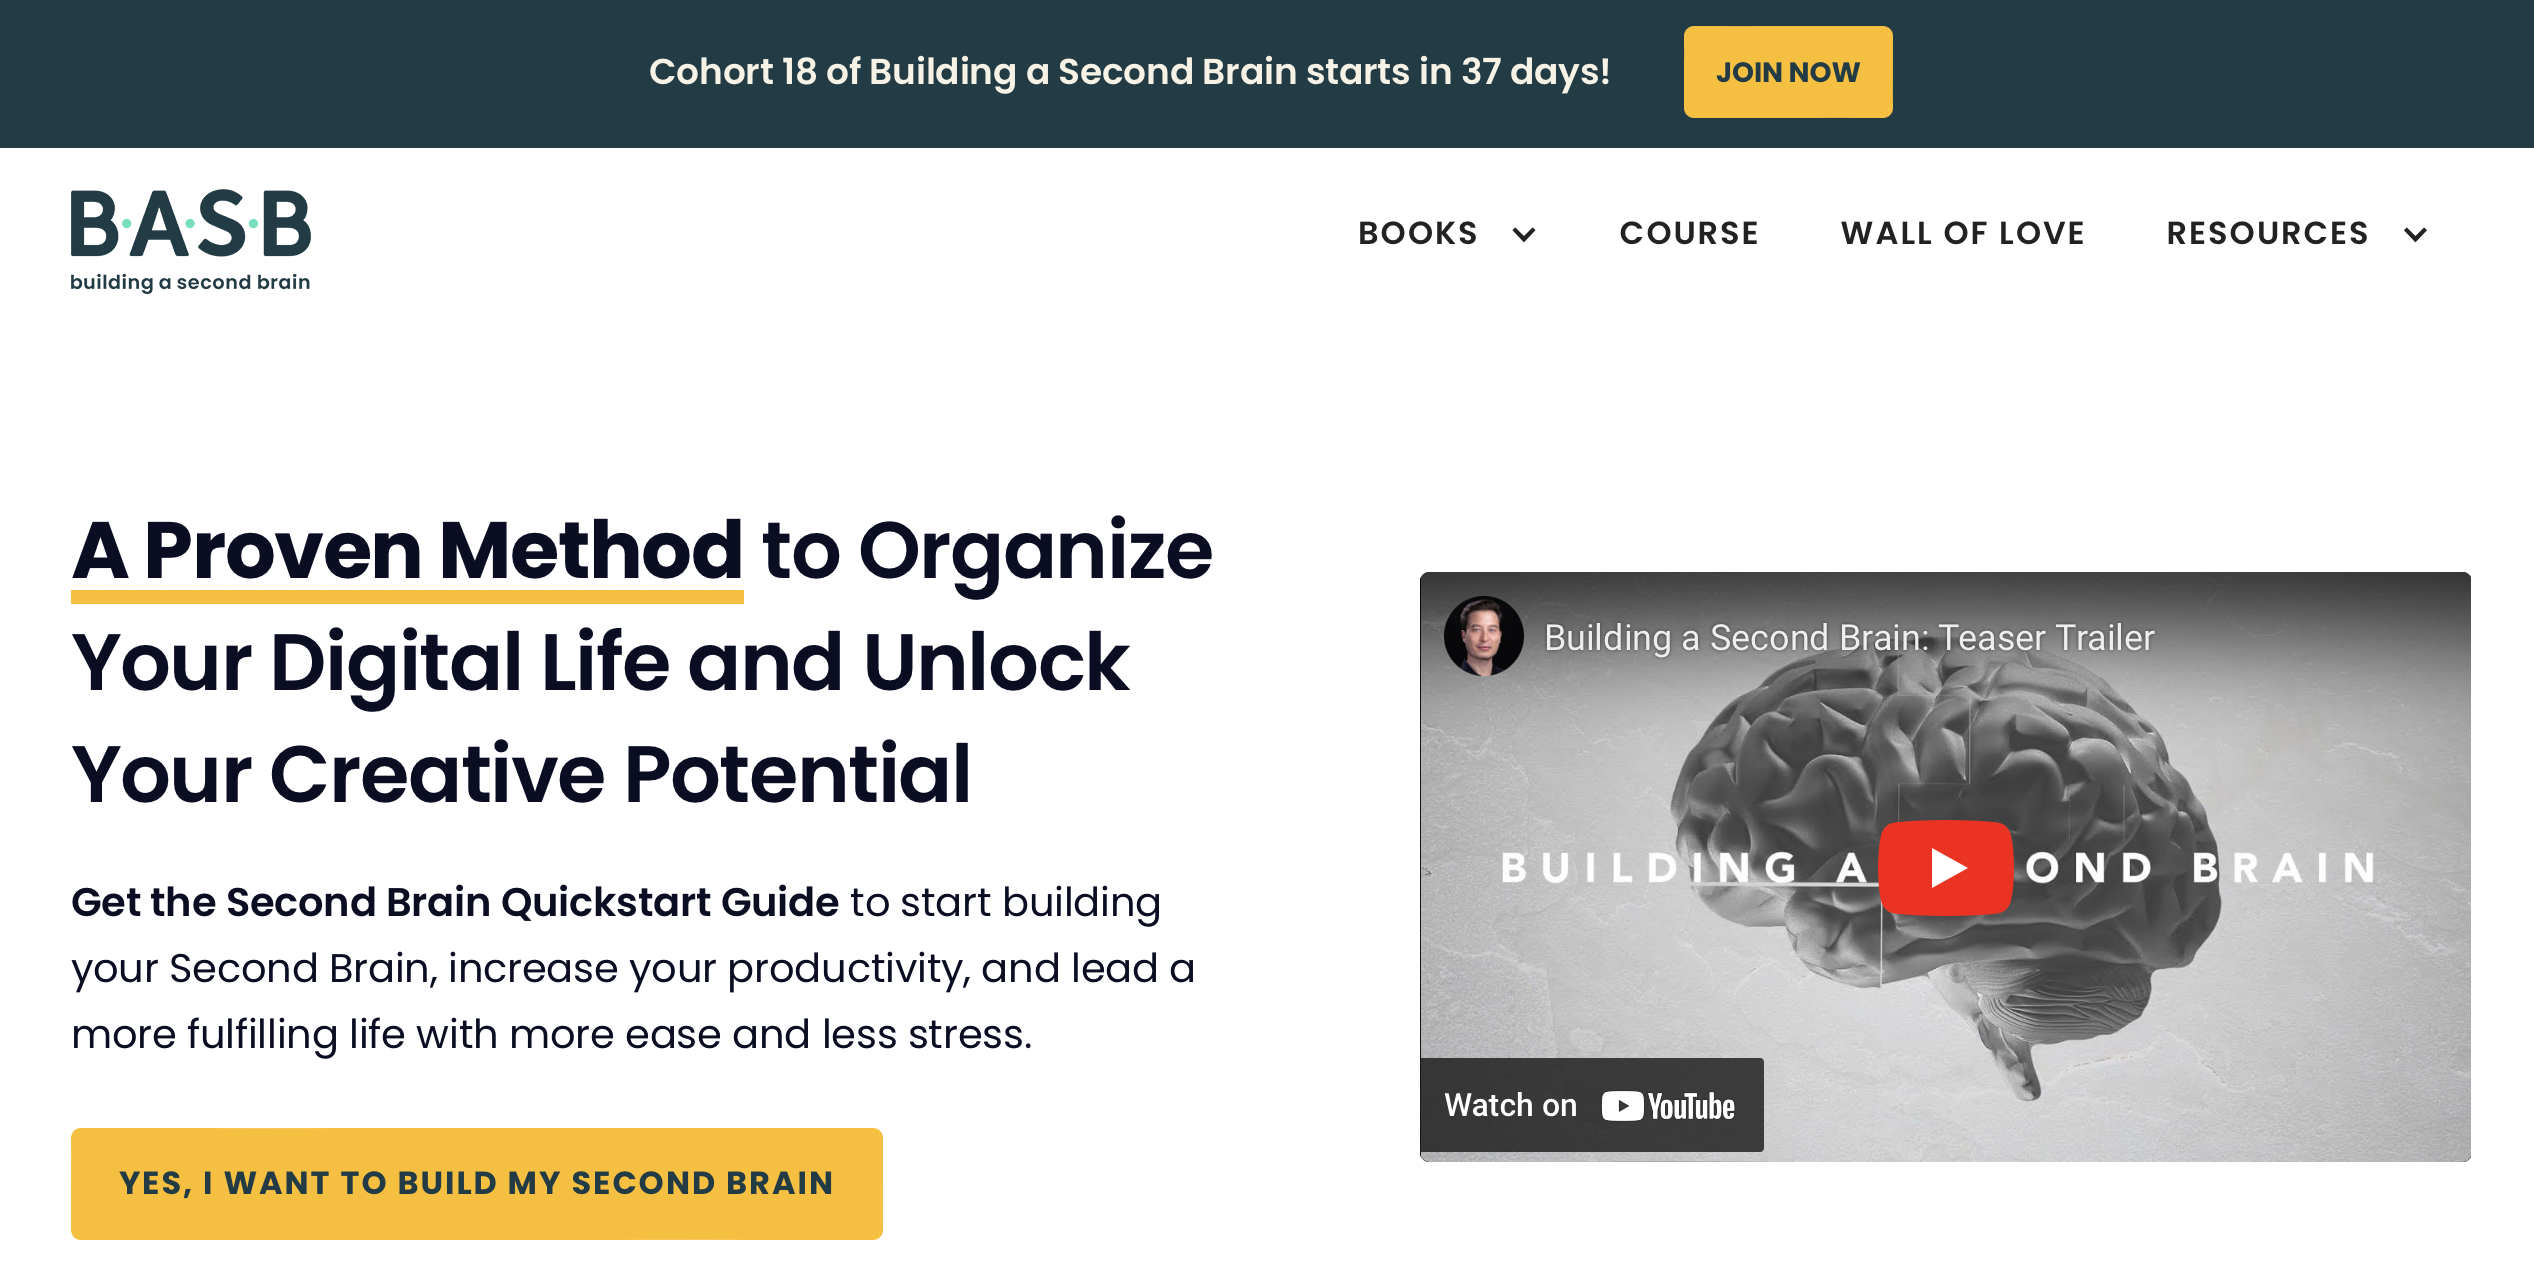 Cohort 18 of Building a Second Brain starts in 37 days!
JOIN NOW
B·A·S·B
building a second brain
BOOKS
COURSE
WALL OF LOVE
RESOURCES
A Proven Method to Organize
Your Digital Life and Unlock
Your Creative Potential
Get the Second Brain Quickstart Guide to start building
your Second Brain, increase your productivity, and lead a
more fulfilling life with more ease and less stress.
YES, I WANT TO BUILD MY SECOND BRAIN
Building a Second Brain: Teaser Trailer
BUILDING A OND BRAIN
Watch on YouTube